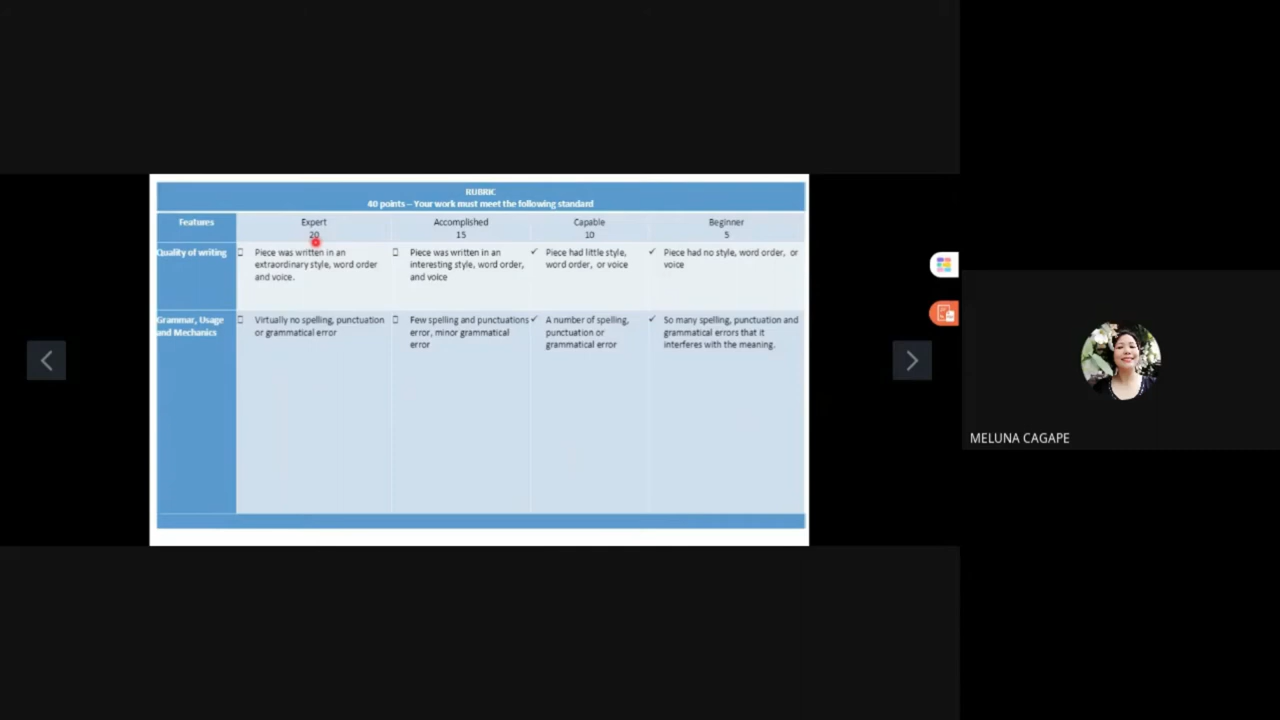 RUBRIC
40 points – Your work must meet the following standard
Features
Expert
20
Accomplished
15
Capable
10
Beginner
5
Quality of writing
Piece was written in an
extraordinary style, word order
and voice.
Piece was written in an
interesting style, word order,
and voice
Piece had little style,
word order, or voice
Piece had no style, word order, or
voice
Grammar, Usage
and Mechanics
Virtually no spelling, punctuation
or grammatical error
Few spelling and punctuations
error, minor grammatical
error
A number of spelling,
punctuation or
grammatical error
So many spelling, punctuation and
grammatical errors that it
interferes with the meaning.
MELUNA CAGAPE